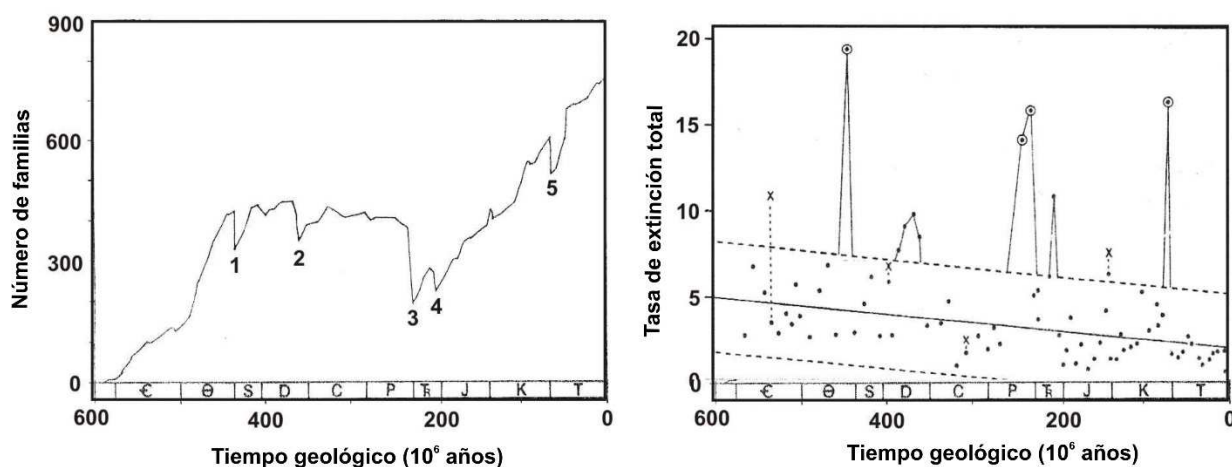 900
600
300
0
Número de familias
1
2
3
4
5
Є Ɵ S D C P Ꞧ J K T
600 400 200 0
Tiempo geológico (10⁶ años)
20
15
10
5
0
Tasa de extinción total
x
x
x
x
Є Ɵ S D C P Ꞧ J K T
600 400 200 0
Tiempo geológico (10⁶ años)